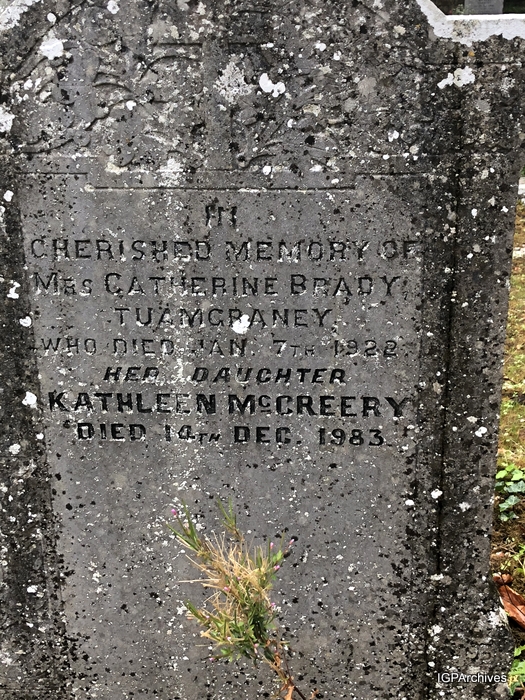 IN
CHERISHED MEMORY OF
MRS CATHERINE BRADY,
TUAMGRANEY,
WHO DIED JAN. 7TH 1922.
HER DAUGHTER
KATHLEEN MCCREERY
DIED 14TH DEC. 1983
IGPArchives.ie